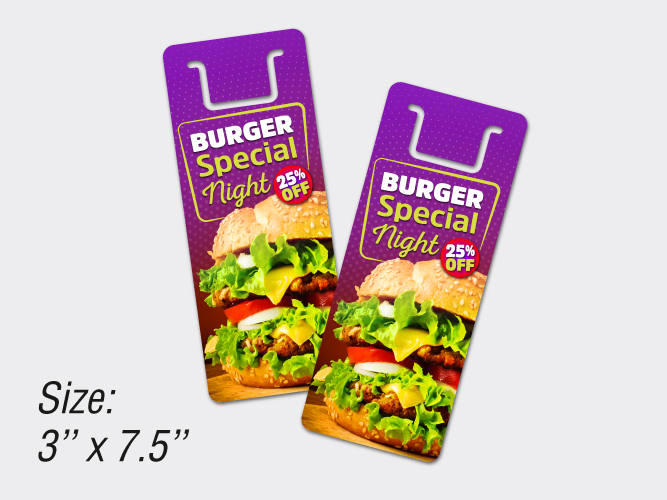 BURGER
Special
Night
25%
OFF
BURGER
Special
Night
25%
OFF
Size:
3” x 7.5”